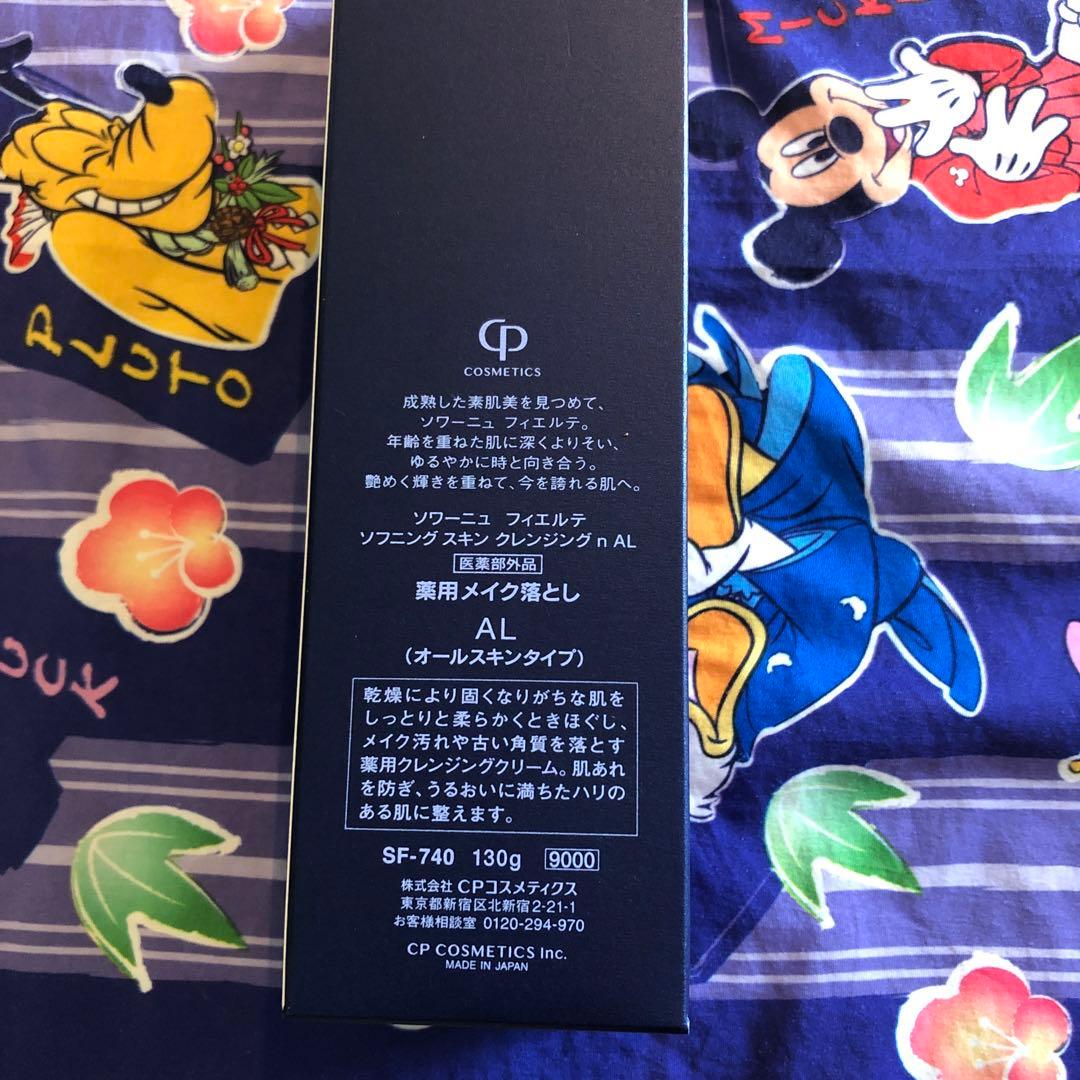 MICK
PLUTO
UCK
CP
COSMETICS
成熟した素肌美を見つめて、
ソワーニュ フィエルテ。
年齢を重ねた肌に深くよりそい、
ゆるやかに時と向き合う。
艶めく輝きを重ねて、今を誇れる肌へ。
ソワーニュ フィエルテ
ソフニング スキン クレンジング n AL
医薬部外品
薬用メイク落とし
AL
(オールスキンタイプ)
乾燥により固くなりがちな肌を
しっとりと柔らかくときほぐし、
メイク汚れや古い角質を落とす
薬用クレンジングクリーム。肌あれ
を防ぎ、うるおいに満ちたハリの
ある肌に整えます。
SF-740 130g 9000
株式会社 CPコスメティクス
東京都新宿区北新宿2-21-1
お客様相談室 0120-294-970
CP COSMETICS Inc.
MADE IN JAPAN